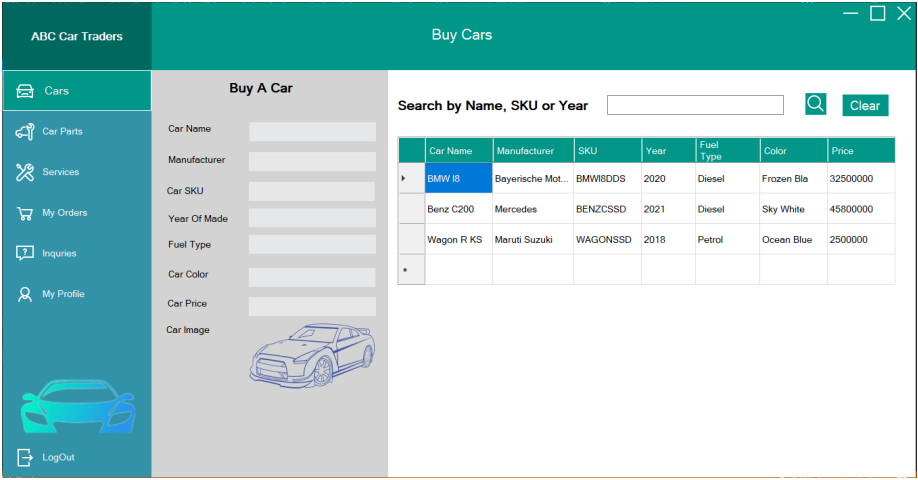 ABC Car Traders
Buy Cars
Cars
Car Parts
Services
My Orders
Inquries
My Profile
LogOut
Buy A Car
Car Name
Manufacturer
Car SKU
Year Of Made
Fuel Type
Car Color
Car Price
Car Image
Search by Name, SKU or Year
Clear
Car Name Manufacturer SKU Year Fuel Type Color Price
BMW I8 Bayerische Mot... BMWI8DDS 2020 Diesel Frozen Bla 32500000
Benz C200 Mercedes BENZCSSD 2021 Diesel Sky White 45800000
Wagon R KS Maruti Suzuki WAGONSSD 2018 Petrol Ocean Blue 2500000